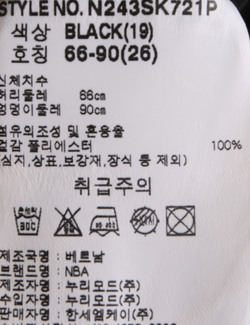 STYLE NO. N243SK721P
색상 BLACK(19)
호칭 66-90(26)
신체치수
허리둘레 66cm
엉덩이둘레 90cm
섬유의조성 및 혼용율
겉감 폴리에스터 100%
(심지,상표,보강재,장식 등 제외)
취급주의
제조국명 : 베트남
브랜드명 : NBA
제조자명 : 누리모드(주)
수입자명 : 누리모드(주)
판매자명 : 한세엠케이(주)